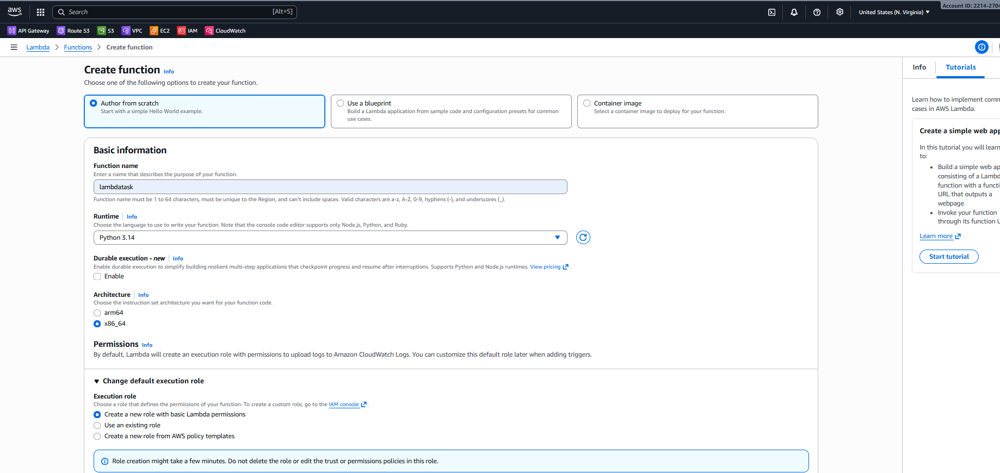 aws
Search
[Alt+S]
Account ID: 2214-2704
United States (N. Virginia)
API Gateway
Route 53
S3
VPC
EC2
IAM
CloudWatch
Lambda
Functions
Create function
Info
Tutorials
Create function Info
Choose one of the following options to create your function.
Author from scratch
Start with a simple Hello World example.
Use a blueprint
Build a Lambda application from sample code and configuration presets for common
use cases.
Container image
Select a container image to deploy for your function.
Basic information
Function name
Enter a name that describes the purpose of your function.
lambdatask
Function name must be 1 to 64 characters, must be unique to the Region, and can't include spaces. Valid characters are a-z, A-Z, 0-9, hyphens (-), and underscores (_).
Runtime Info
Choose the language to use to write your function. Note that the console code editor supports only Node.js, Python, and Ruby.
Python 3.14
Durable execution - new Info
Enable durable execution to simplify building resilient multi-step applications that checkpoint progress and resume after interruptions. Supports Python and Node.js runtimes. View pricing.
Enable
Architecture Info
Choose the instruction set architecture you want for your function code.
arm64
x86_64
Permissions Info
By default, Lambda will create an execution role with permissions to upload logs to Amazon CloudWatch Logs. You can customize this default role later when adding triggers.
Change default execution role
Execution role
Choose a role that defines the permissions of your function. To create a custom role, go to the IAM console.
Create a new role with basic Lambda permissions
Use an existing role
Create a new role from AWS policy templates
Role creation might take a few minutes. Do not delete the role or edit the trust or permissions policies in this role.
Learn how to implement comm
cases in AWS Lambda.
Create a simple web app
In this tutorial you will learn
to:
Build a simple web ap
consisting of a Lambd
function with a functi
URL that outputs a
webpage
Invoke your function
through its function U
Learn more
Start tutorial